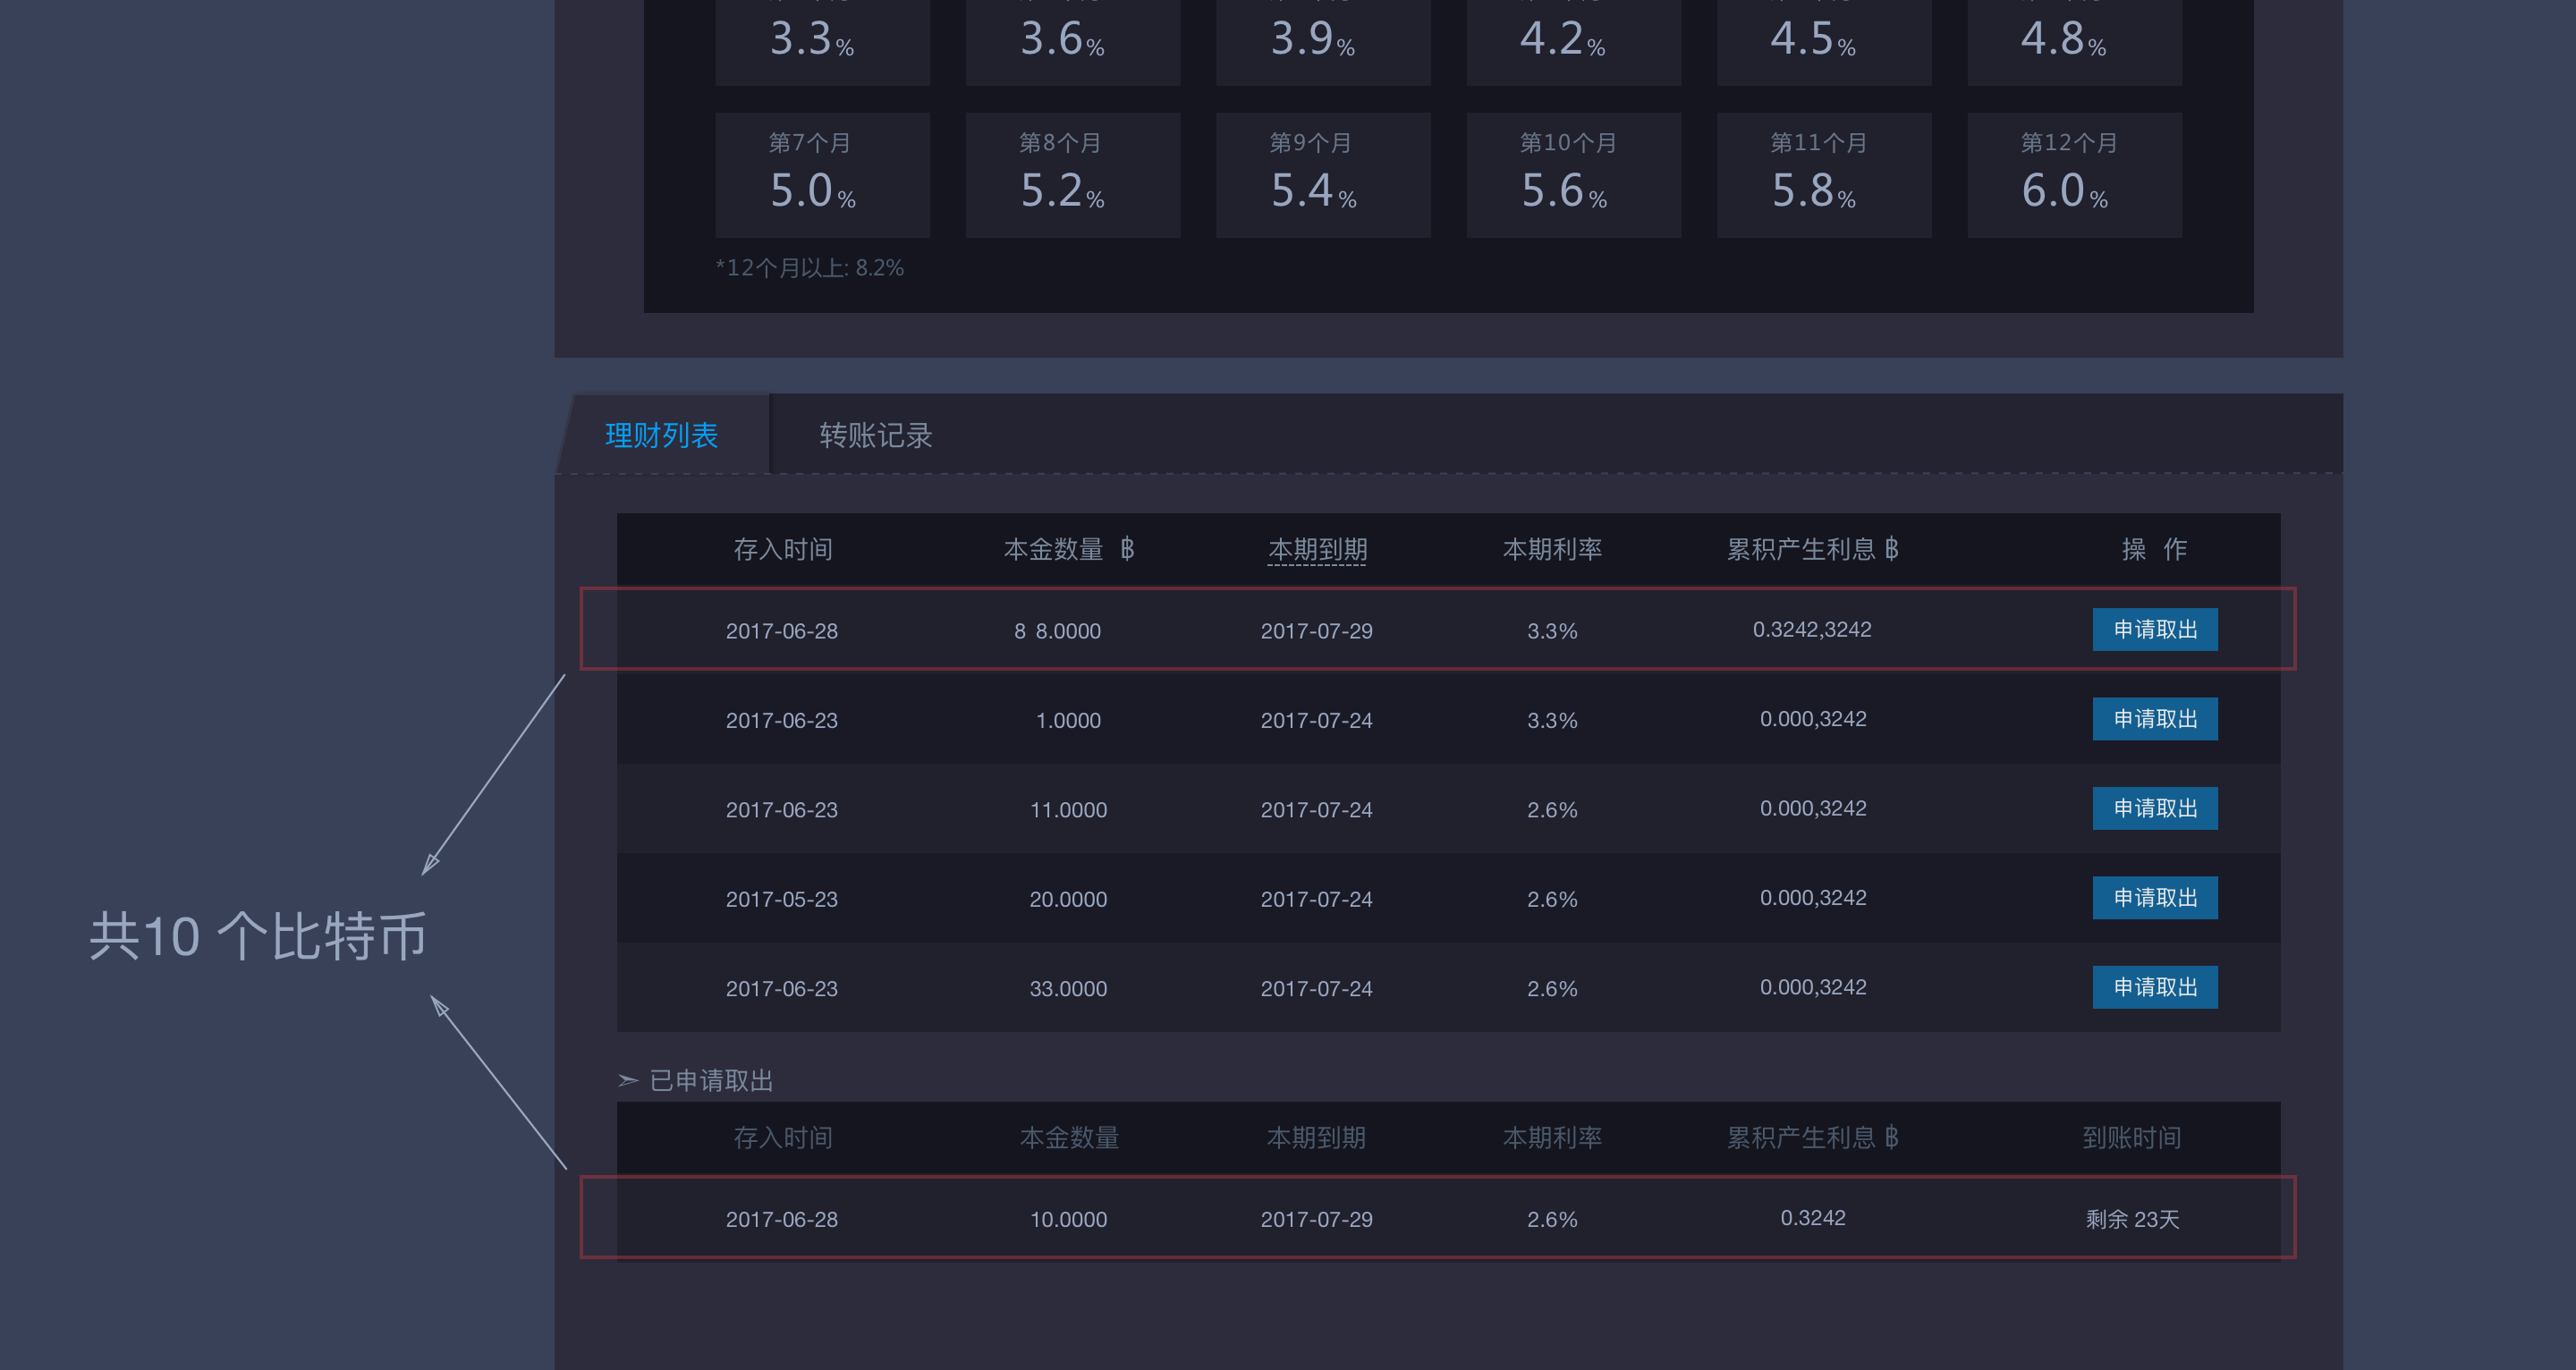 3.3% 3.6% 3.9% 4.2% 4.5% 4.8%
第7个月 第8个月 第9个月 第10个月 第11个月 第12个月
5.0% 5.2% 5.4% 5.6% 5.8% 6.0%
*12个月以上: 8.2%
理财列表 转账记录
存入时间 本金数量 ฿ 本期到期 本期利率 累积产生利息 ฿ 操 作
2017-06-28 8 8.0000 2017-07-29 3.3% 0.3242,3242 申请取出
2017-06-23 1.0000 2017-07-24 3.3% 0.000,3242 申请取出
2017-06-23 11.0000 2017-07-24 2.6% 0.000,3242 申请取出
2017-05-23 20.0000 2017-07-24 2.6% 0.000,3242 申请取出
2017-06-23 33.0000 2017-07-24 2.6% 0.000,3242 申请取出
共10 个比特币
➣ 已申请取出
存入时间 本金数量 本期到期 本期利率 累积产生利息 ฿ 到账时间
2017-06-28 10.0000 2017-07-29 2.6% 0.3242 剩余 23天